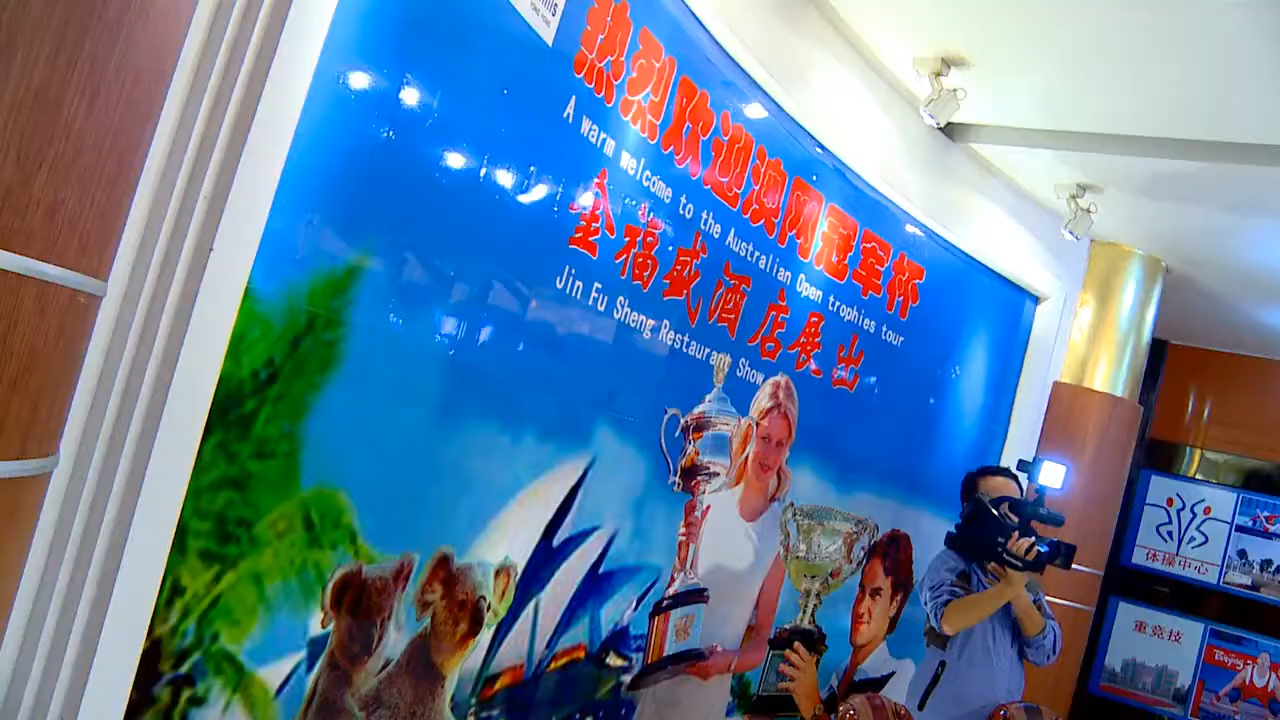 热烈欢迎澳网冠军杯
A warm welcome to the Australian Open trophies tour
金福盛酒店展出
Jin Fu Sheng Restaurant Show
体操中心
重竞技
Beijing